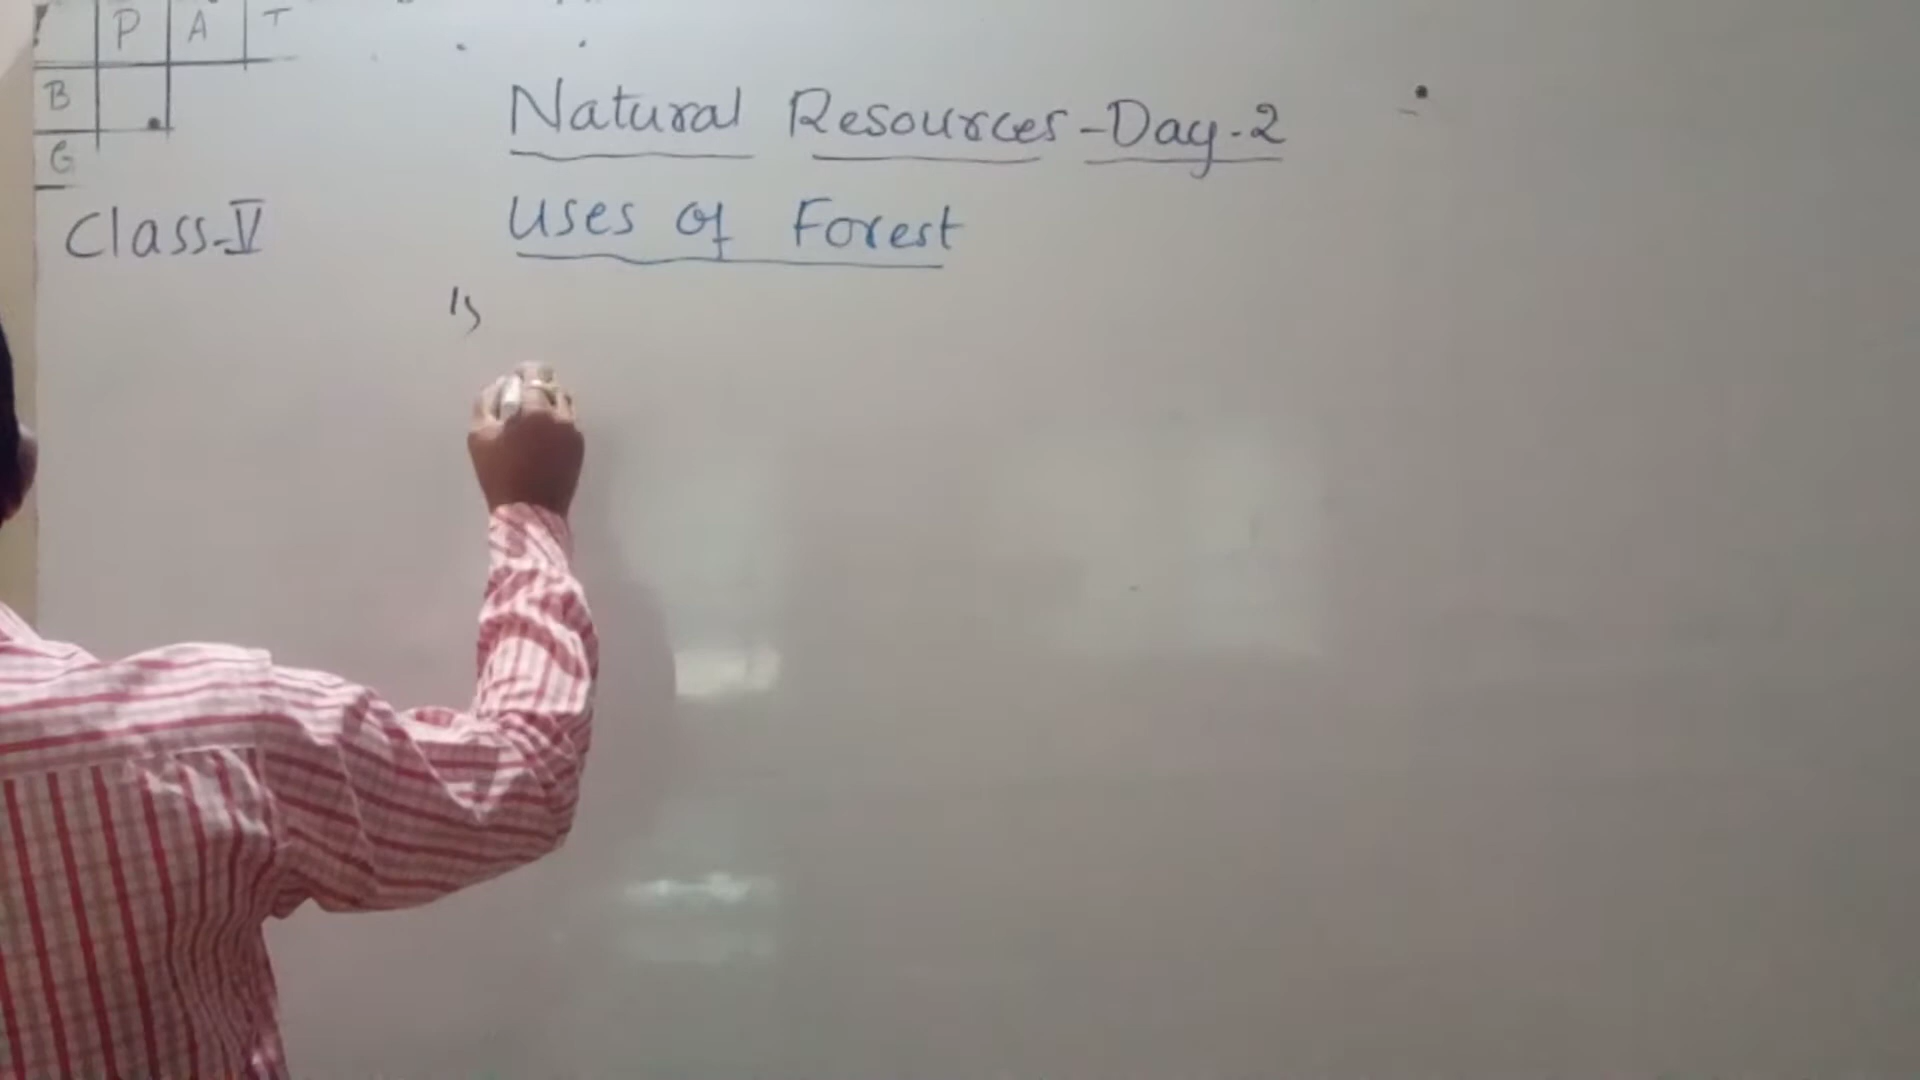 P A T
B
G
Natural Resources-Day-2
Class-V
Uses of Forest
1)